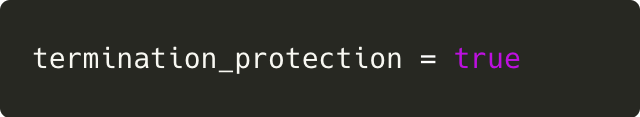 termination_protection = true